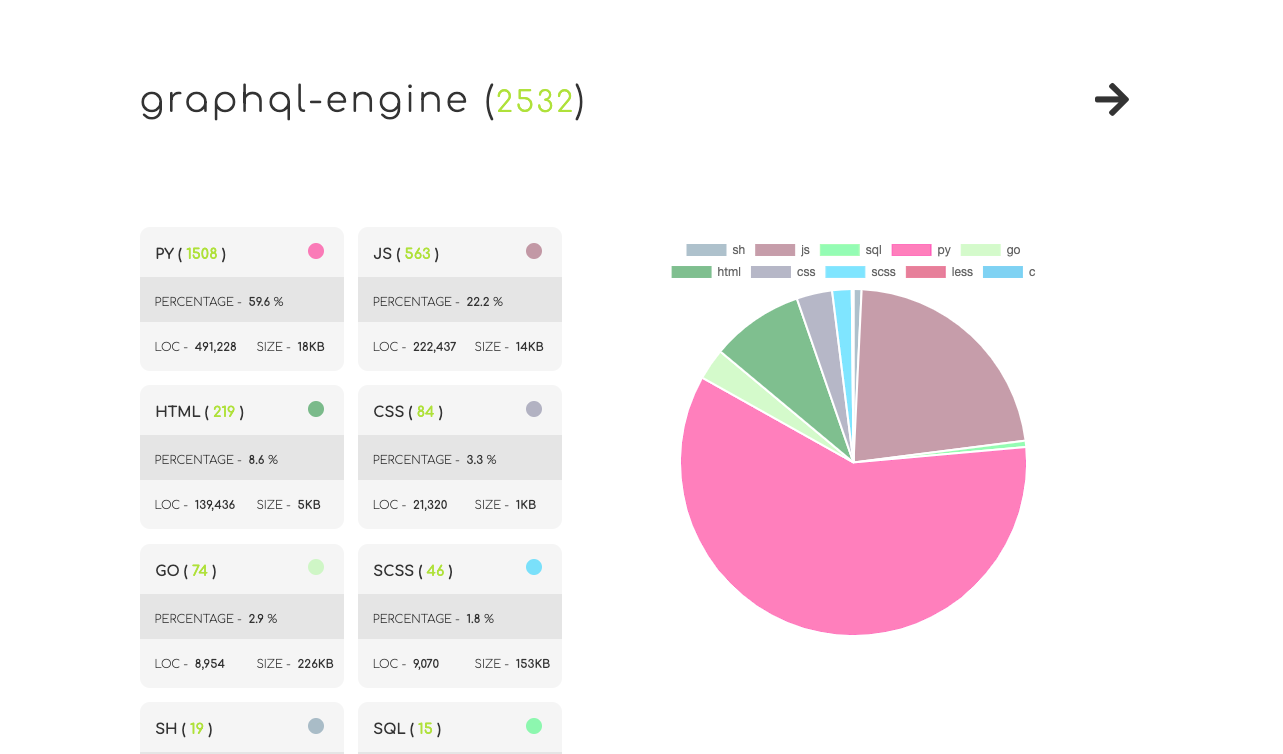 graphql-engine (2532)
PY ( 1508 )
PERCENTAGE - 59.6 %
LOC - 491,228 SIZE - 18KB
JS ( 563 )
PERCENTAGE - 22.2 %
LOC - 222,437 SIZE - 14KB
HTML ( 219 )
PERCENTAGE - 8.6 %
LOC - 139,436 SIZE - 5KB
CSS ( 84 )
PERCENTAGE - 3.3 %
LOC - 21,320 SIZE - 1KB
GO ( 74 )
PERCENTAGE - 2.9 %
LOC - 8,954 SIZE - 226KB
SCSS ( 46 )
PERCENTAGE - 1.8 %
LOC - 9,070 SIZE - 153KB
SH ( 19 )
SQL ( 15 )
sh js sql py go
html css scss less c